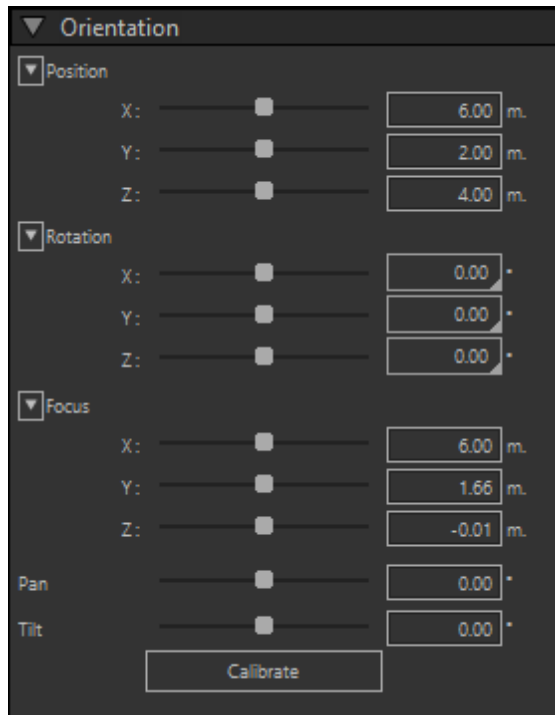 Orientation
Position
X: 6.00 m.
Y: 2.00 m.
Z: 4.00 m.
Rotation
X: 0.00 °
Y: 0.00 °
Z: 0.00 °
Focus
X: 6.00 m.
Y: 1.66 m.
Z: -0.01 m.
Pan 0.00 °
Tilt 0.00 °
Calibrate